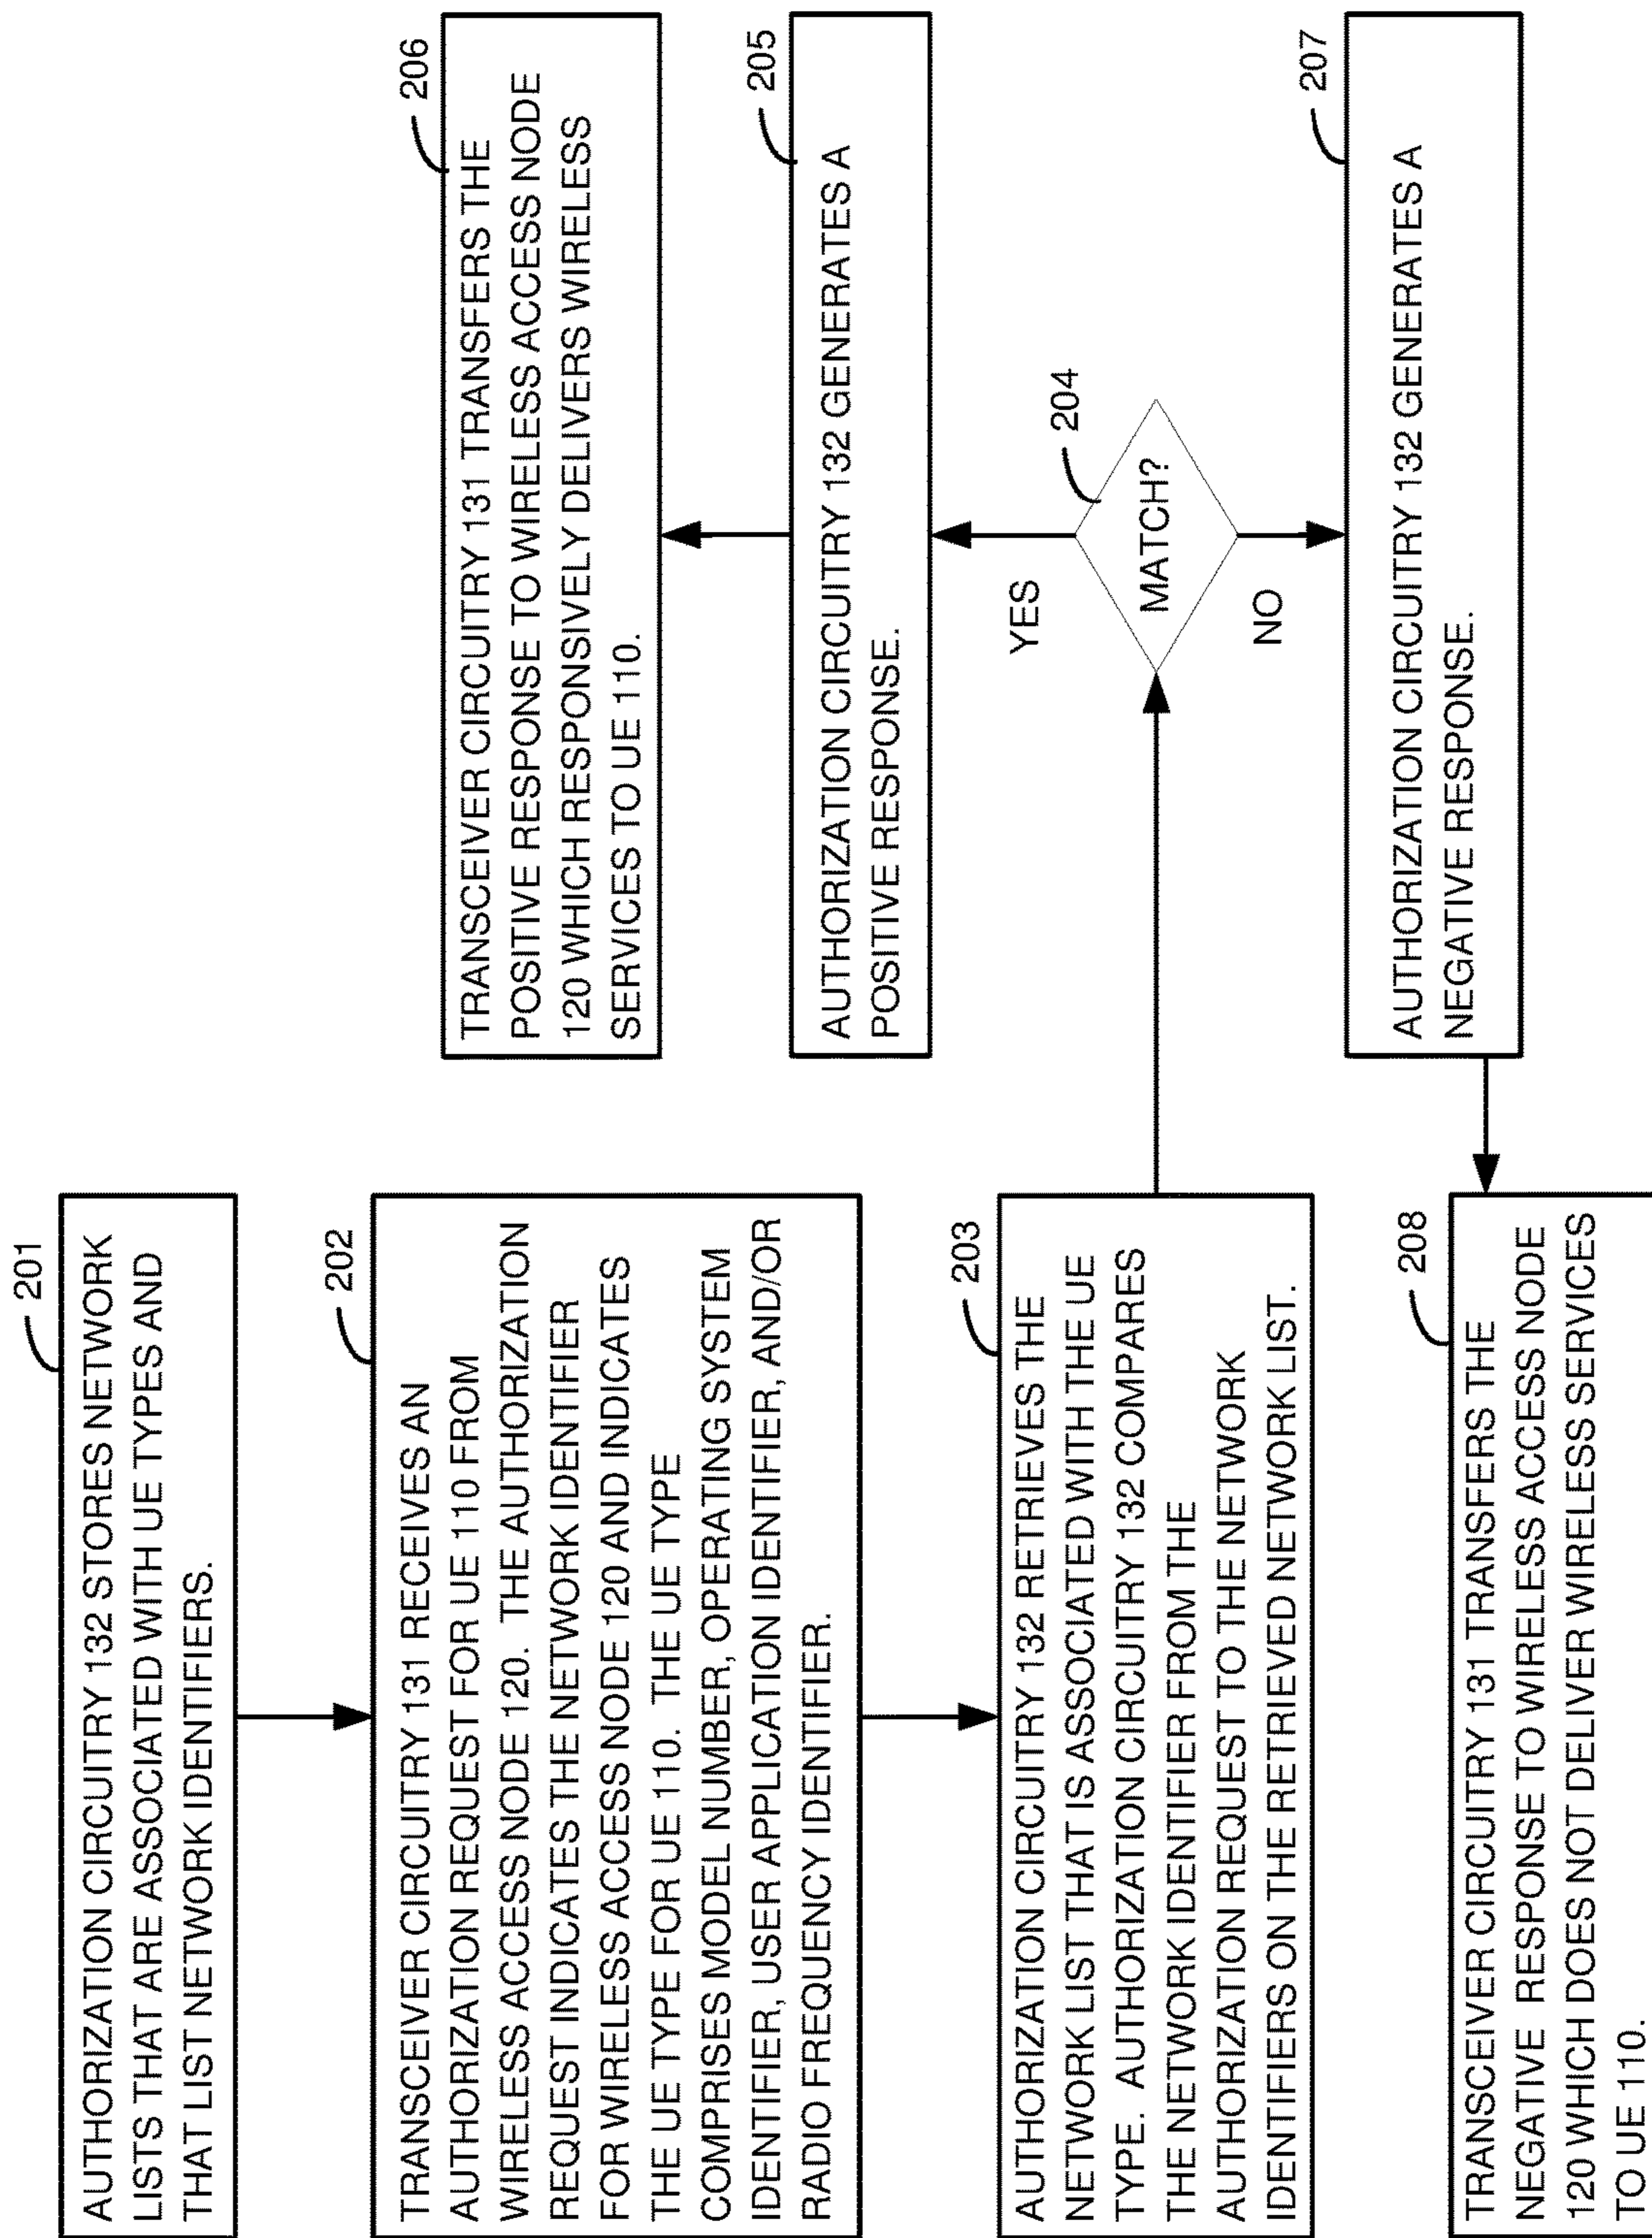 201
AUTHORIZATION CIRCUITRY 132 STORES NETWORK
LISTS THAT ARE ASSOCIATED WITH UE TYPES AND
THAT LIST NETWORK IDENTIFIERS.
202
TRANSCEIVER CIRCUITRY 131 RECEIVES AN
AUTHORIZATION REQUEST FOR UE 110 FROM
WIRELESS ACCESS NODE 120. THE AUTHORIZATION
REQUEST INDICATES THE NETWORK IDENTIFIER
FOR WIRELESS ACCESS NODE 120 AND INDICATES
THE UE TYPE FOR UE 110. THE UE TYPE
COMPRISES MODEL NUMBER, OPERATING SYSTEM
IDENTIFIER, USER APPLICATION IDENTIFIER, AND/OR
RADIO FREQUENCY IDENTIFIER.
203
AUTHORIZATION CIRCUITRY 132 RETRIEVES THE
NETWORK LIST THAT IS ASSOCIATED WITH THE UE
TYPE. AUTHORIZATION CIRCUITRY 132 COMPARES
THE NETWORK IDENTIFIER FROM THE
AUTHORIZATION REQUEST TO THE NETWORK
IDENTIFIERS ON THE RETRIEVED NETWORK LIST.
204
MATCH?
YES
NO
205
AUTHORIZATION CIRCUITRY 132 GENERATES A
POSITIVE RESPONSE.
206
TRANSCEIVER CIRCUITRY 131 TRANSFERS THE
POSITIVE RESPONSE TO WIRELESS ACCESS NODE
120 WHICH RESPONSIVELY DELIVERS WIRELESS
SERVICES TO UE 110.
207
AUTHORIZATION CIRCUITRY 132 GENERATES A
NEGATIVE RESPONSE.
208
TRANSCEIVER CIRCUITRY 131 TRANSFERS THE
NEGATIVE RESPONSE TO WIRELESS ACCESS NODE
120 WHICH DOES NOT DELIVER WIRELESS SERVICES
TO UE 110.